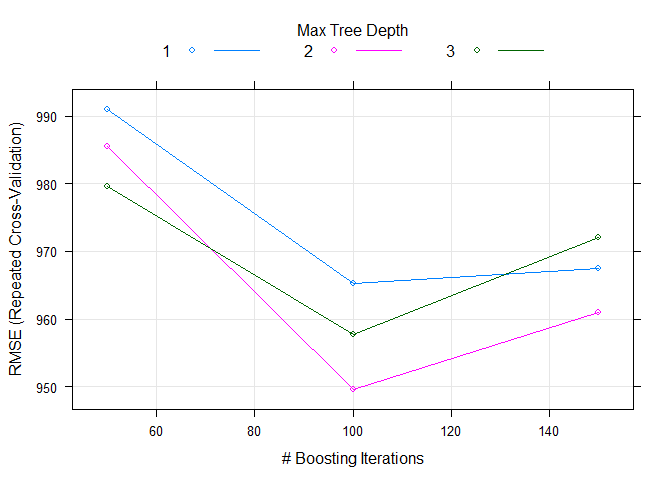 Max Tree Depth
1 2 3
990
980
970
960
950
60 80 100 120 140
# Boosting Iterations
RMSE (Repeated Cross-Validation)